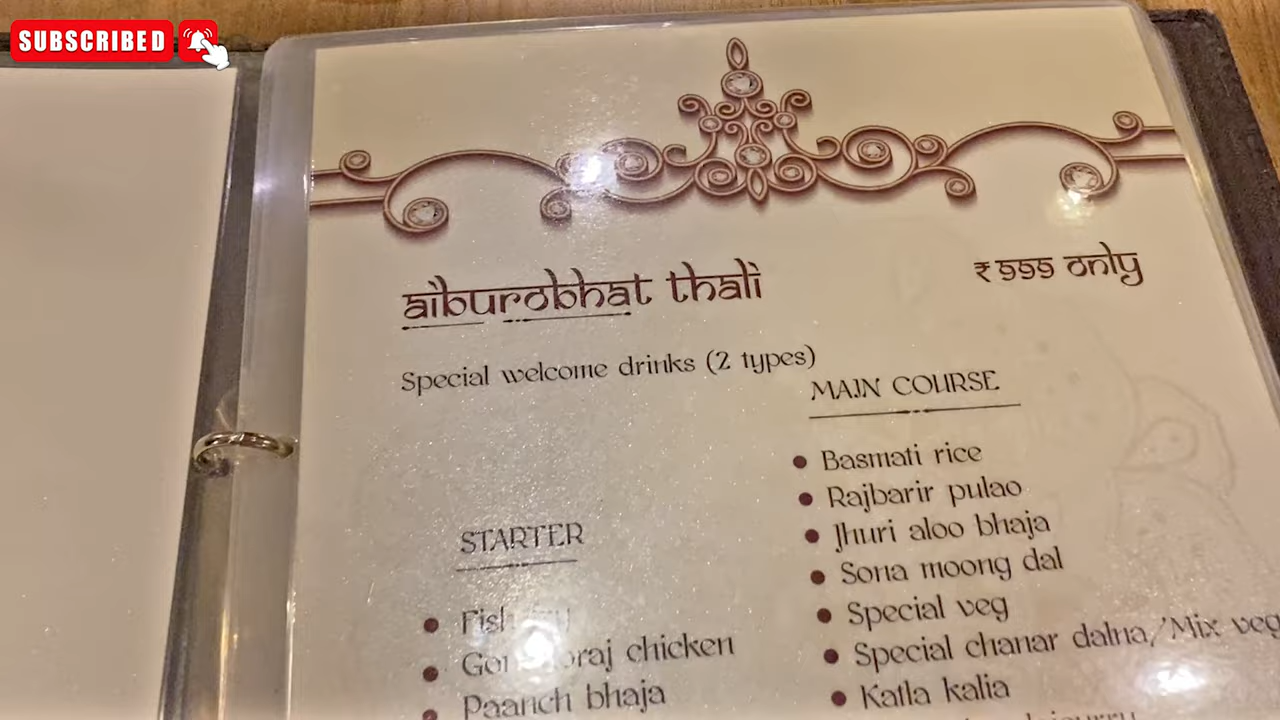 SUBSCRIBED
aiburobhat thali
₹999 only
Special welcome drinks (2 types)
STARTER
Fish
chicken
Paanch bhaja
MAIN COURSE
Basmati rice
Rajbarir pulao
Jhuri aloo bhaja
Sona moong dal
Special veg
Special chanar dalna/Mix veg
Katla kalia